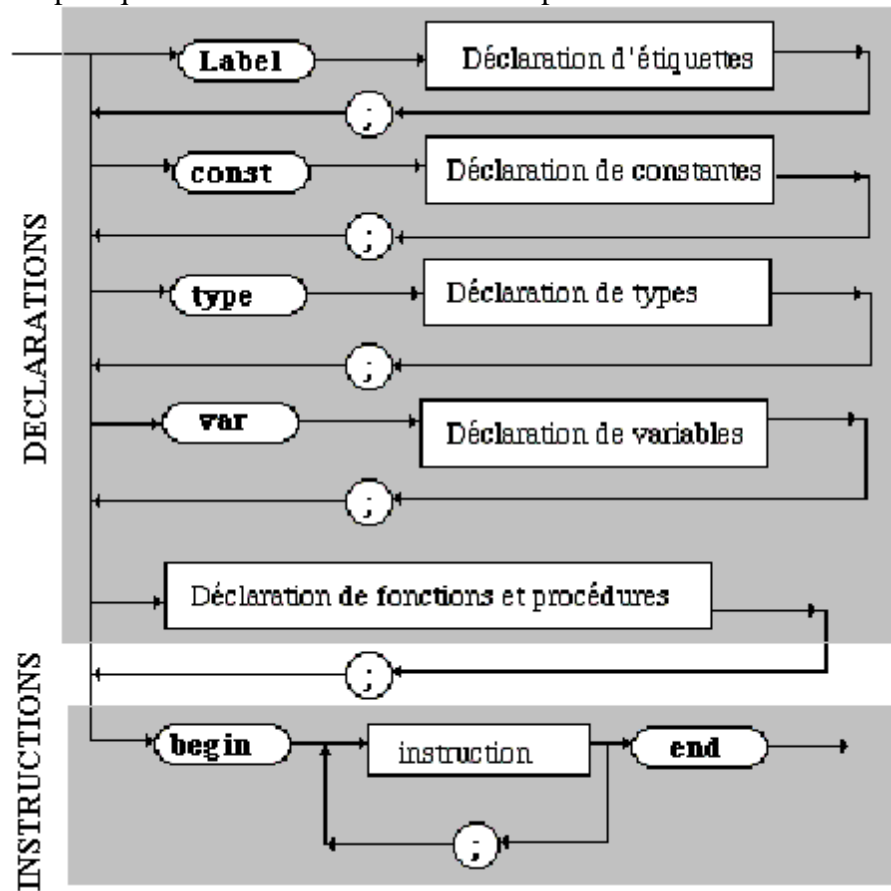 Label Déclaration d'étiquettes
;
const Déclaration de constantes
;
type Déclaration de types
;
var Déclaration de variables
;
Déclaration de fonctions et procédures
;
begin instruction end
;
DECLARATIONS
INSTRUCTIONS